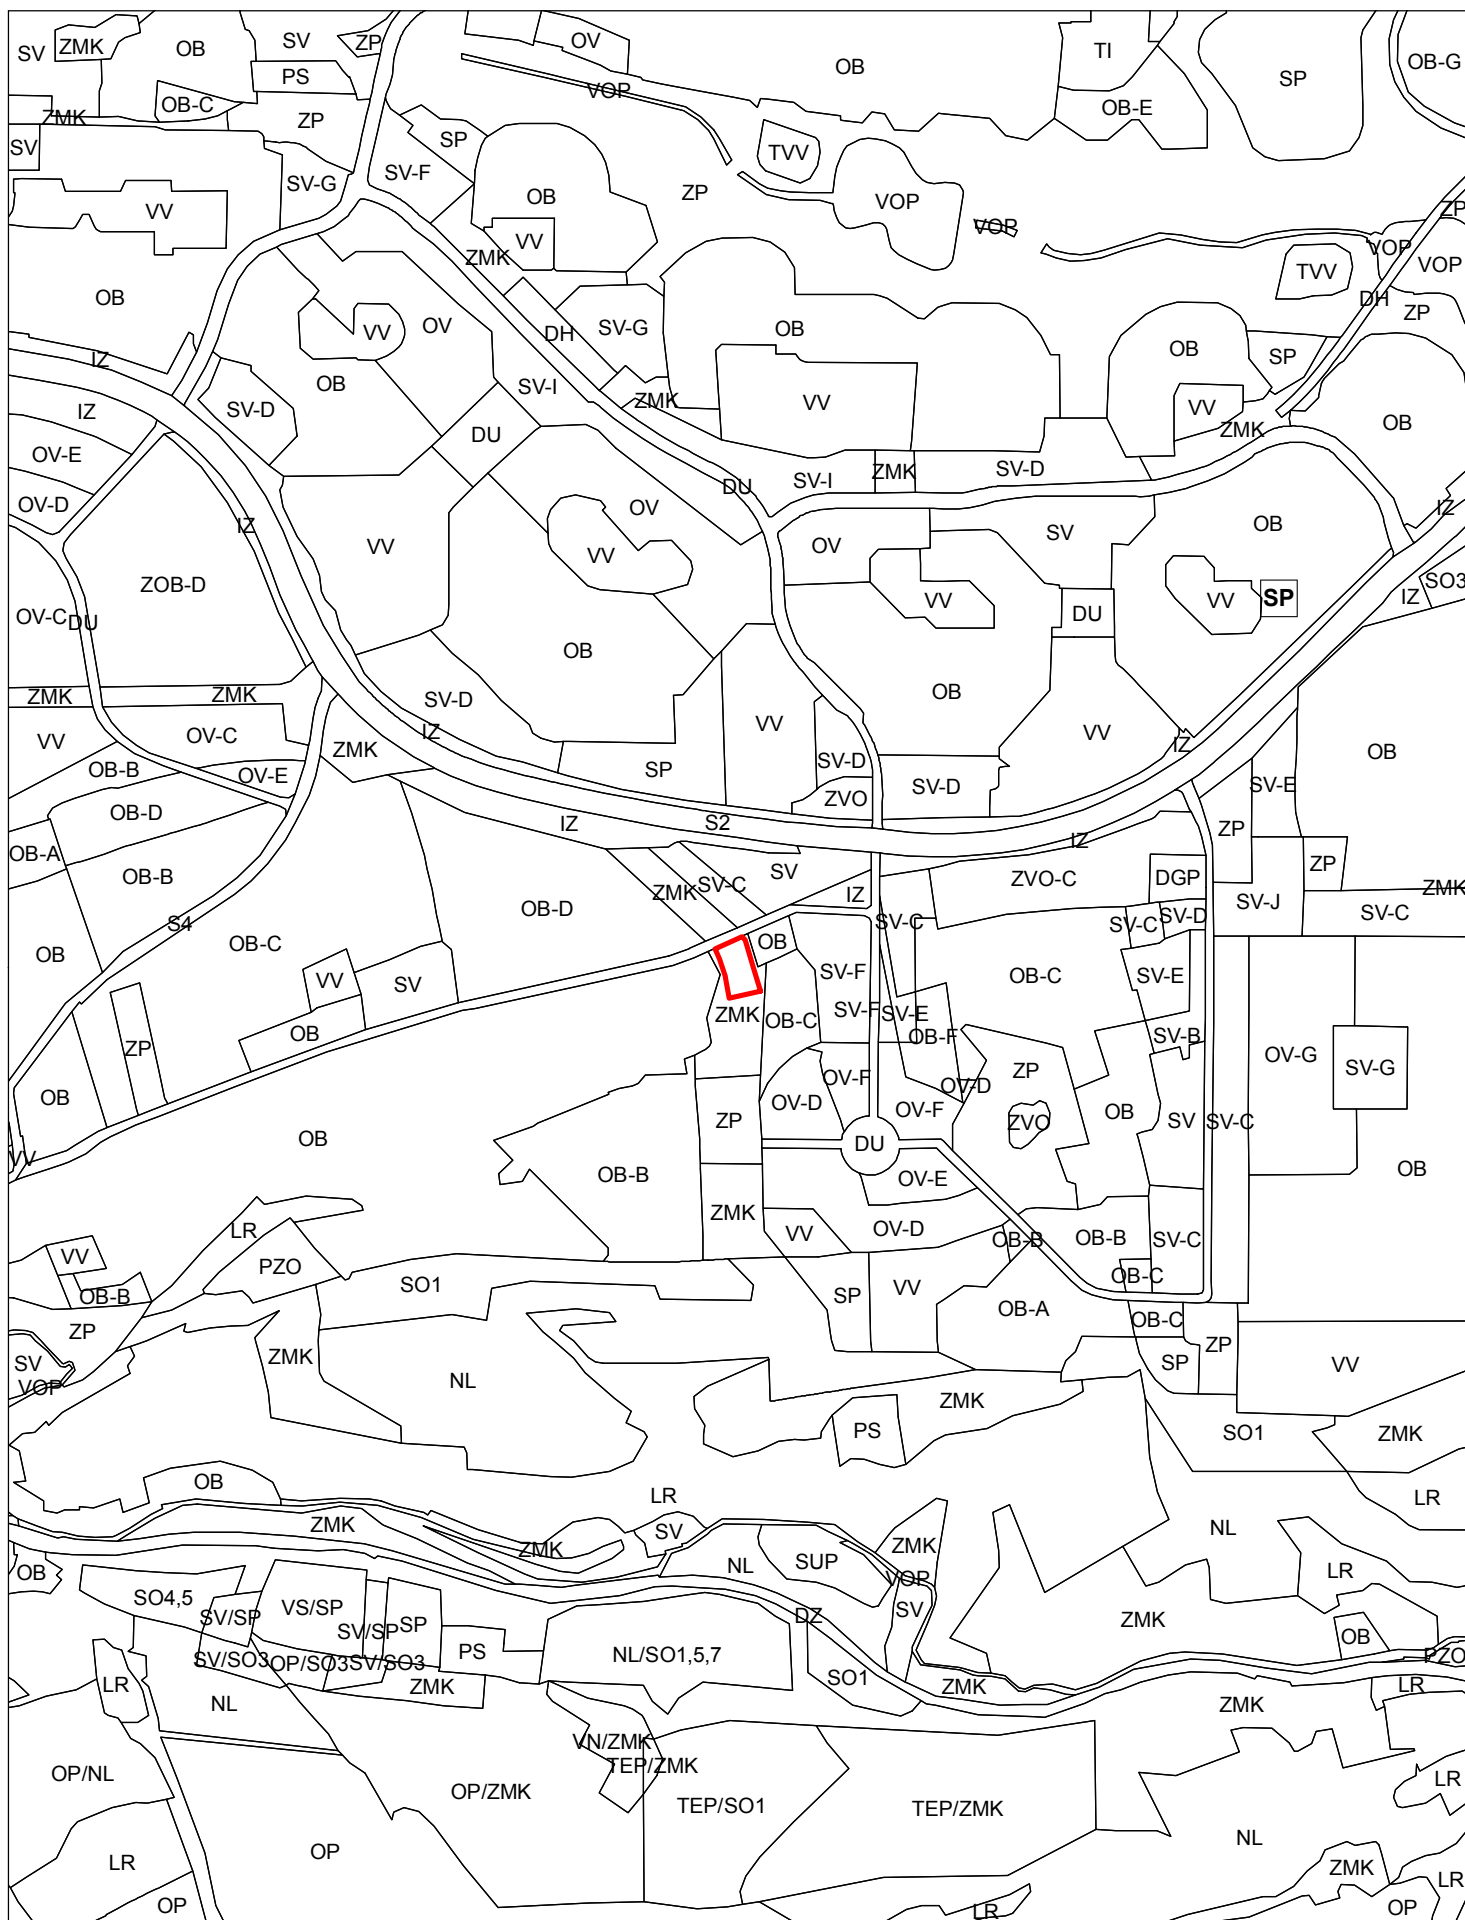 SV
ZMK
OB
SV
ZP
OV
OB
TI
SP
OB-G
PS
VOP
OB-C
ZMK
ZP
OB-E
SV
SP
TVV
SV-F
SV-G
ZP
OB
VOP
VV
ZP
VOP
VV
VOP
ZMK
TVV
VOP
OB
DH
ZP
VV
OV
DH
SV-G
OB
OB
SP
IZ
OB
SV-I
ZMK
VV
VV
IZ
SV-D
DU
ZMK
OB
OV-E
SV-I
ZMK
SV-D
DU
OV-D
OV
IZ
IZ
OB
VV
VV
OV
SV
ZOB-D
SO3
IZ
OV-C
DU
VV
DU
VV
SP
OB
ZMK
ZMK
SV-D
OB
VV
VV
IZ
IZ
OV-C
ZMK
VV
OB
OB-B
OV-E
SP
SV-D
SV-D
SV-E
ZVO
OB-D
IZ
S2
ZP
IZ
OB-A
OB-B
SV
SV-C
ZMK
IZ
ZVO-C
DGP
ZP
ZMK
OB-D
SV-J
SV-C
S4
SV-C
SV-C
SV-D
OB
OB-C
OB
SV-F
OB-C
SV-E
VV
SV
ZMK
OB-C
SV-F
SV-E
OB
OB-F
SV-B
ZP
OV-G
SV-G
OB
OV-F
OV-D
ZP
OV-D
OV-F
OB
ZP
ZVO
SV
SV-C
OB
DU
VV
OB-B
OV-E
OB
ZMK
LR
VV
OV-D
OB-B
OB-B
SV-C
VV
PZO
SO1
SP
VV
OB-C
OB-B
OB-A
OB-C
ZP
SV
VOP
ZMK
NL
ZP
SP
VV
ZMK
PS
SO1
ZMK
OB
LR
LR
ZMK
SV
NL
ZMK
ZMK
OB
NL
SUP
VOP
LR
SO4,5
SV/SP
VS/SP
SV/SP
SP
DZ
SV
ZMK
OB
PS
NL/SO1,5,7
PZO
SV/SO3
OP/SO3
SV/SO3
LR
ZMK
SO1
ZMK
LR
NL
ZMK
VN/ZMK
TEP/ZMK
OP/NL
OP/ZMK
TEP/SO1
TEP/ZMK
LR
OP
NL
LR
ZMK
LR
OP
LR
OP